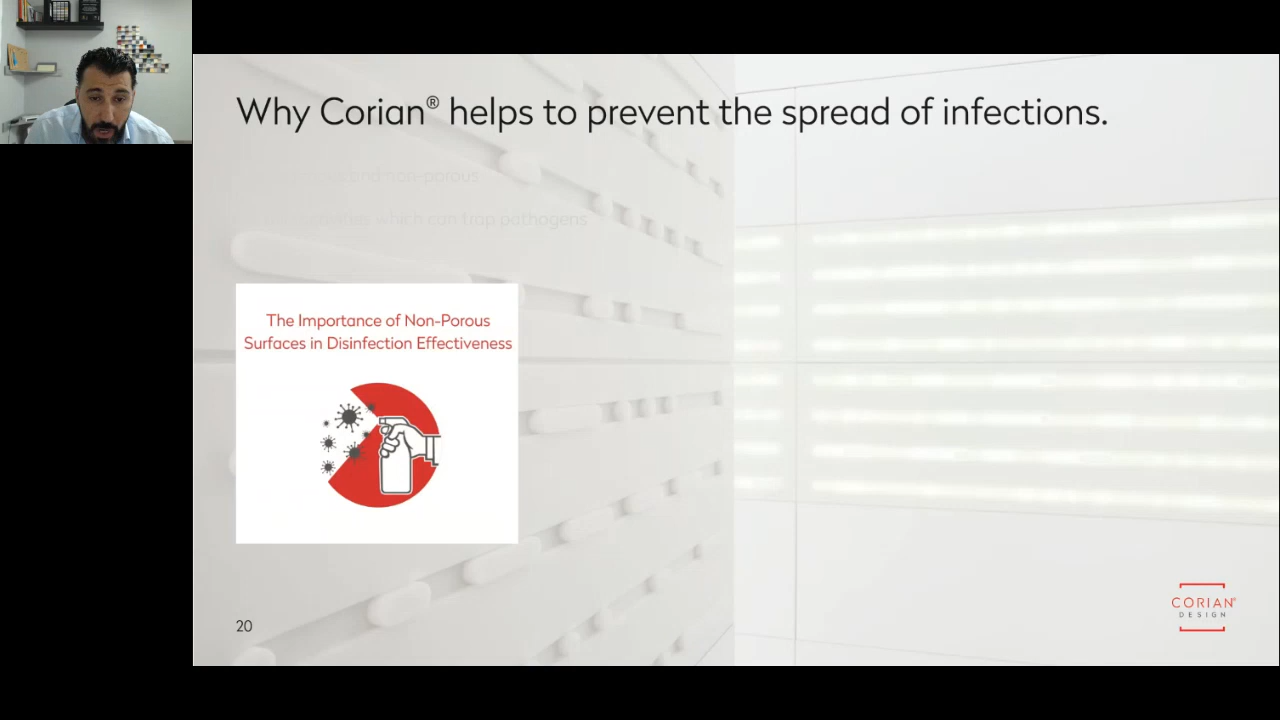 Why Corian® helps to prevent the spread of infections.
and non-porous
which can trap pathogens
The Importance of Non-Porous
Surfaces in Disinfection Effectiveness
20
CORIAN®
DESIGN